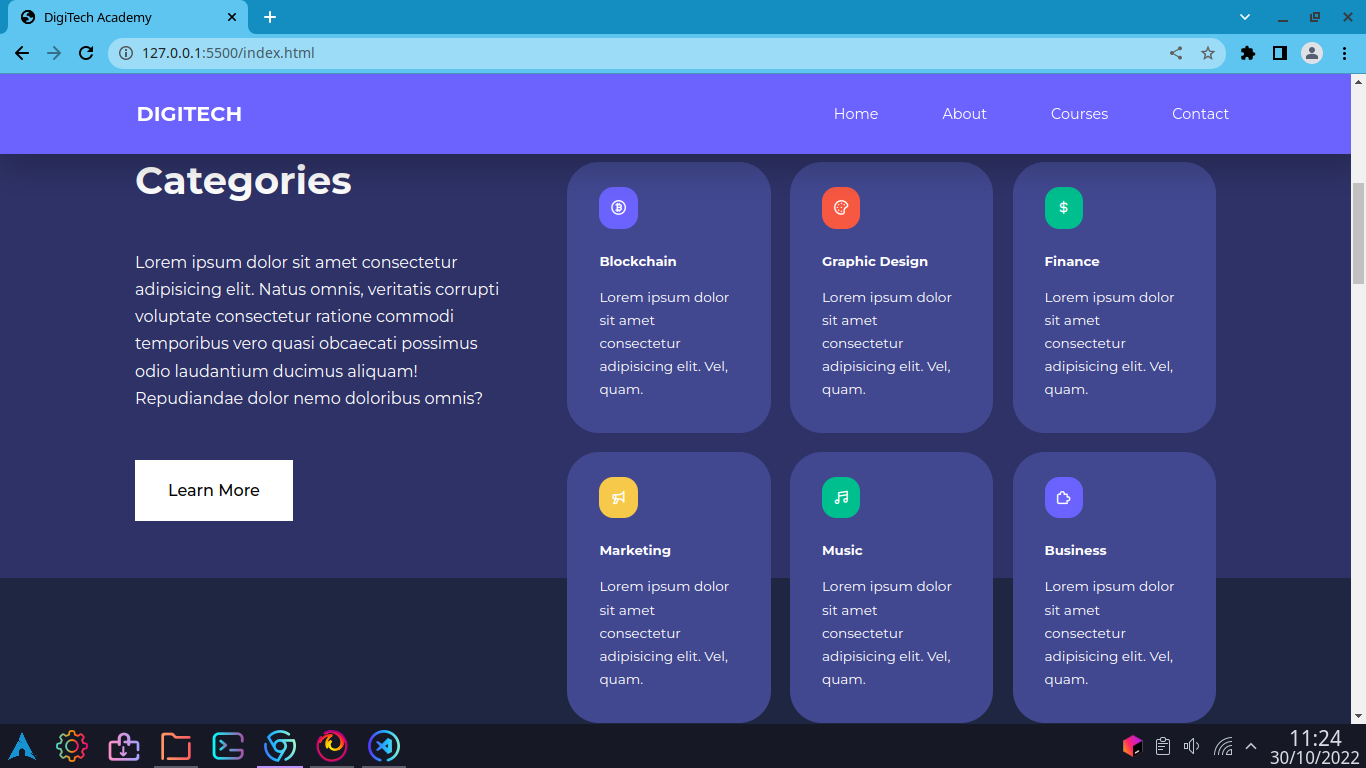 DigiTech Academy
127.0.0.1:5500/index.html
DIGITECH
Home
About
Courses
Contact
Categories
Lorem ipsum dolor sit amet consectetur
adipisicing elit. Natus omnis, veritatis corrupti
voluptate consectetur ratione commodi
temporibus vero quasi obcaecati possimus
odio laudantium ducimus aliquam!
Repudiandae dolor nemo doloribus omnis?
Learn More
Blockchain
Lorem ipsum dolor
sit amet
consectetur
adipisicing elit. Vel,
quam.
Graphic Design
Lorem ipsum dolor
sit amet
consectetur
adipisicing elit. Vel,
quam.
Finance
Lorem ipsum dolor
sit amet
consectetur
adipisicing elit. Vel,
quam.
Marketing
Lorem ipsum dolor
sit amet
consectetur
adipisicing elit. Vel,
quam.
Music
Lorem ipsum dolor
sit amet
consectetur
adipisicing elit. Vel,
quam.
Business
Lorem ipsum dolor
sit amet
consectetur
adipisicing elit. Vel,
quam.
11:24
30/10/2022